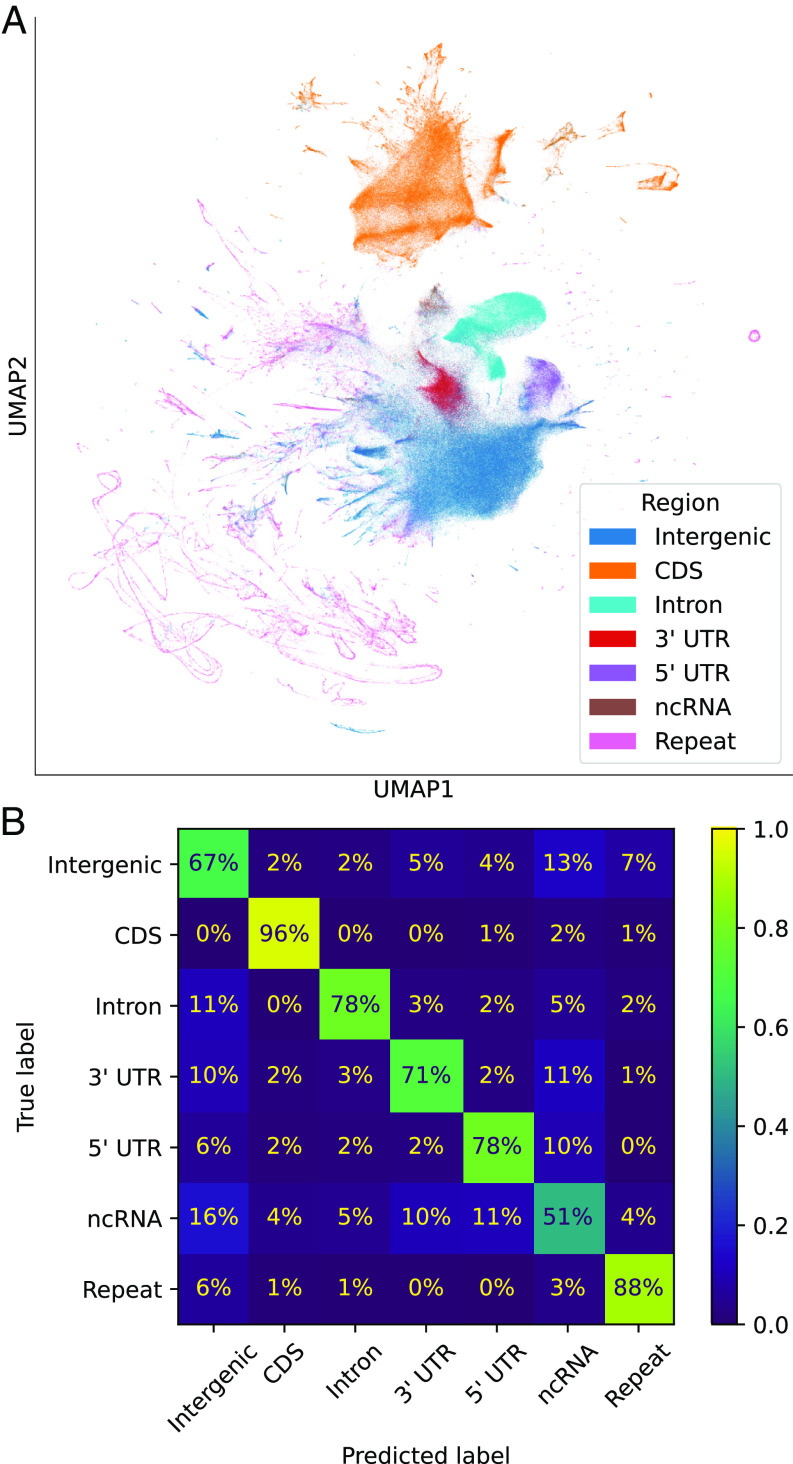 A
UMAP2
Region
Intergenic
CDS
Intron
3' UTR
5' UTR
ncRNA
Repeat
UMAP1
B
True label
Intergenic 67% 2% 2% 5% 4% 13% 7%
CDS 0% 96% 0% 0% 1% 2% 1%
Intron 11% 0% 78% 3% 2% 5% 2%
3' UTR 10% 2% 3% 71% 2% 11% 1%
5' UTR 6% 2% 2% 2% 78% 10% 0%
ncRNA 16% 4% 5% 10% 11% 51% 4%
Repeat 6% 1% 1% 0% 0% 3% 88%
Intergenic CDS Intron 3' UTR 5' UTR ncRNA Repeat
Predicted label
1.0
0.8
0.6
0.4
0.2
0.0